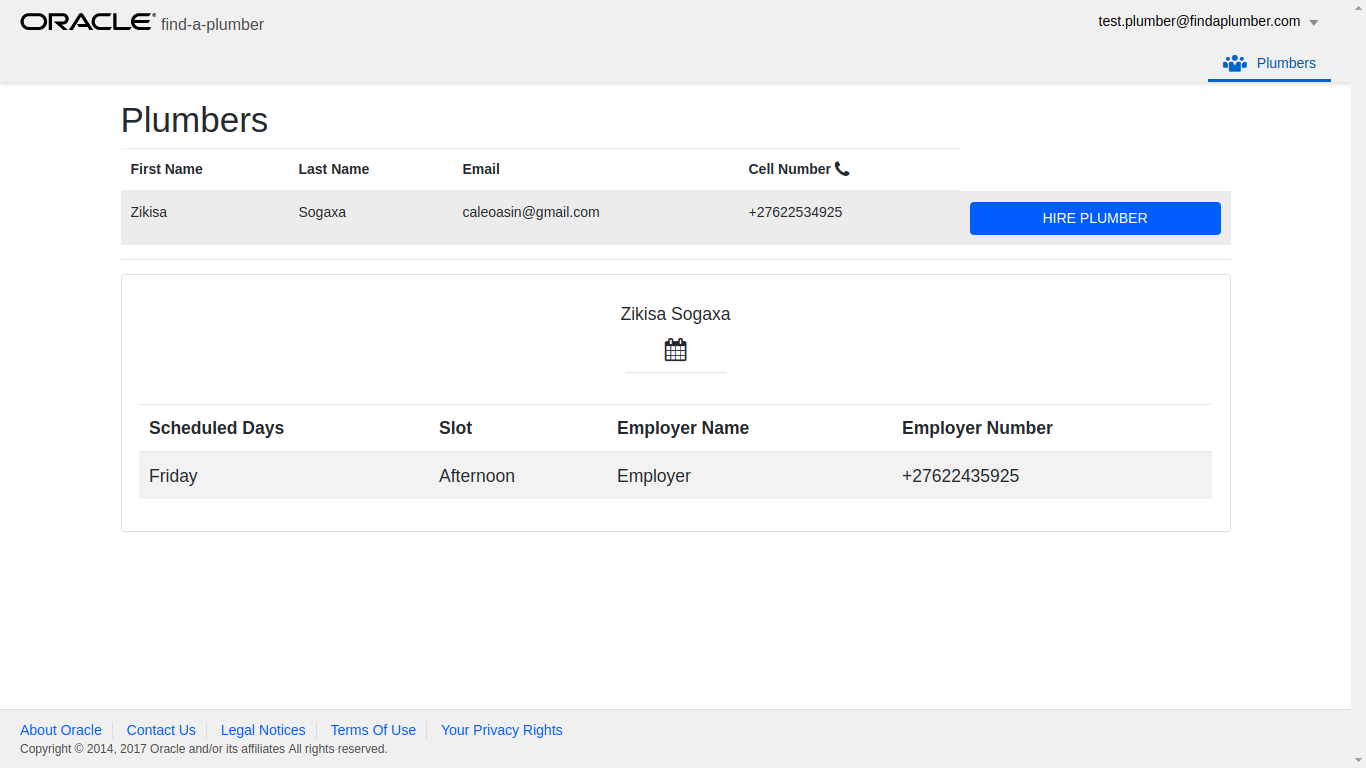 ORACLE® find-a-plumber
test.plumber@findaplumber.com
Plumbers
Plumbers
First Name Last Name Email Cell Number
Zikisa Sogaxa caleoasin@gmail.com +27622534925 HIRE PLUMBER
Zikisa Sogaxa
Scheduled Days Slot Employer Name Employer Number
Friday Afternoon Employer +27622435925
About Oracle Contact Us Legal Notices Terms Of Use Your Privacy Rights
Copyright © 2014, 2017 Oracle and/or its affiliates All rights reserved.